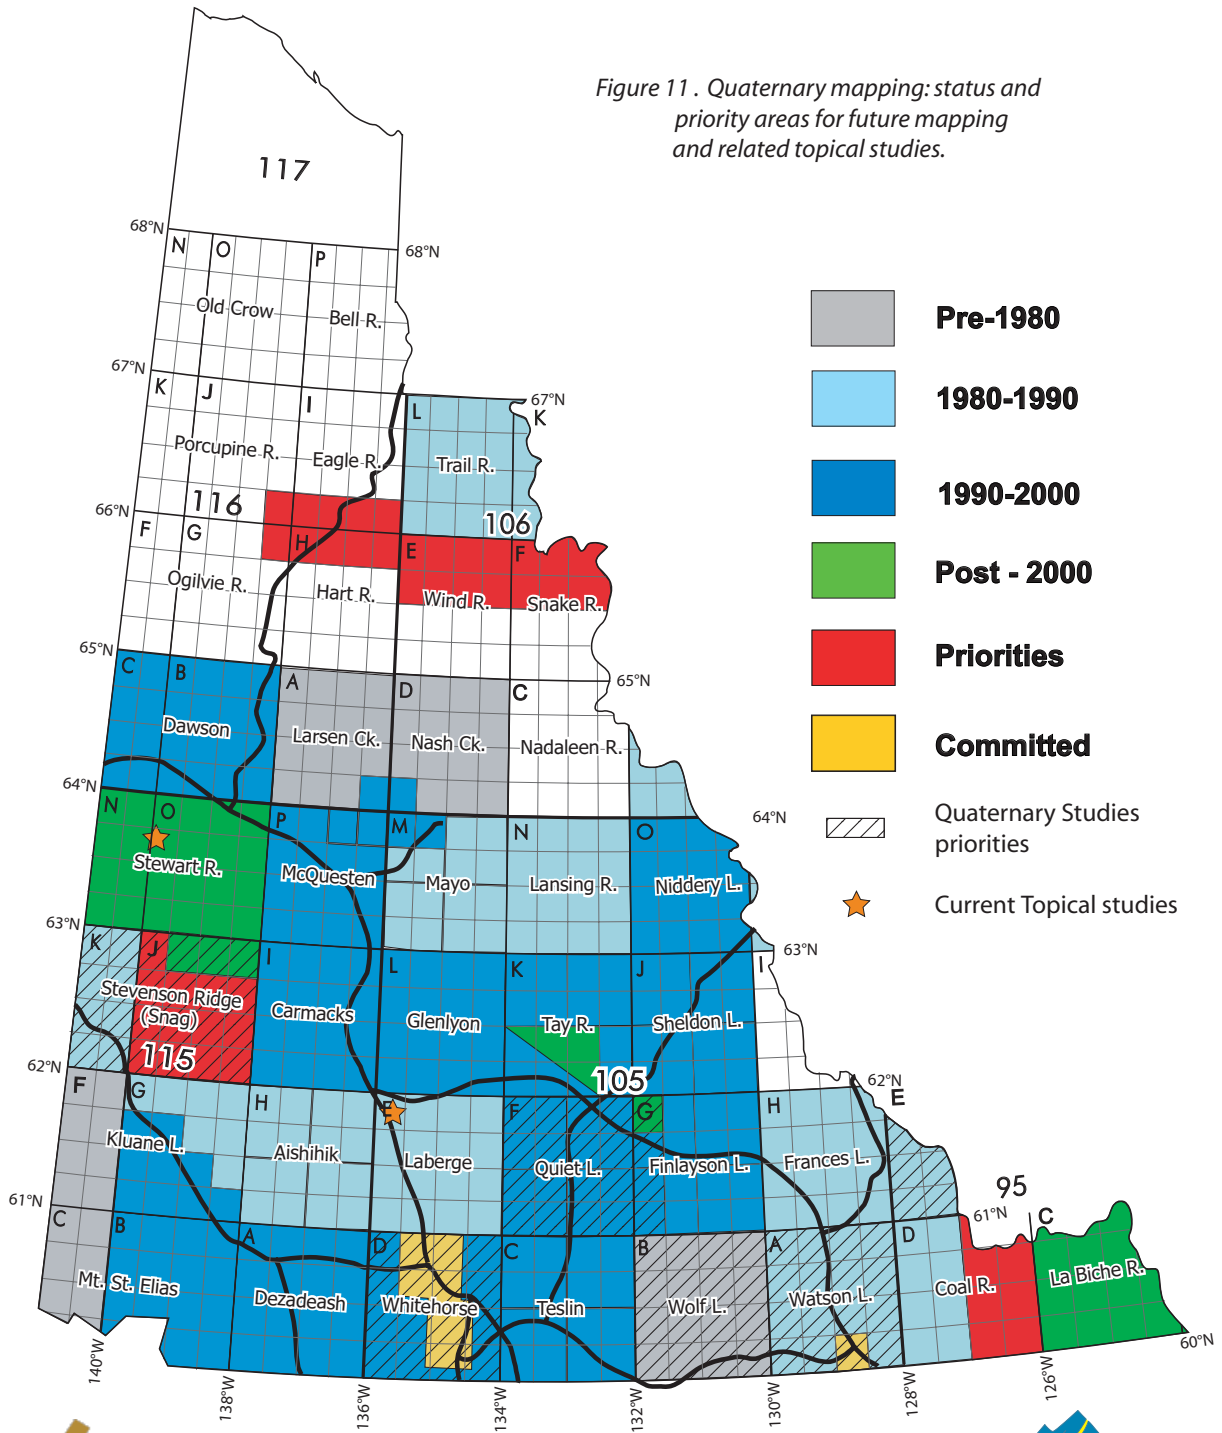 Figure 11 . Quaternary mapping: status and
priority areas for future mapping
and related topical studies.
117
68°N
68°N
N
O
P
Old Crow
Bell R.
67°N
67°N
K
J
I
L
K
Porcupine R.
Eagle R.
Trail R.
116
106
66°N
F
G
H
E
F
Ogilvie R.
Hart R.
Wind R.
Snake R.
65°N
65°N
C
B
A
D
C
Dawson
Larsen Ck.
Nash Ck.
Nadaleen R.
64°N
64°N
N
O
P
M
N
O
Stewart R.
McQuesten
Mayo
Lansing R.
Niddery L.
63°N
63°N
K
J
I
L
K
J
I
Stevenson Ridge
(Snag)
Carmacks
Glenlyon
Tay R.
Sheldon L.
115
105
62°N
62°N
F
G
H
E
F
G
H
E
Kluane L.
Aishihik
Laberge
Quiet L.
Finlayson L.
Frances L.
95
61°N
61°N
C
B
A
D
C
B
A
D
C
Mt. St. Elias
Dezadeash
Whitehorse
Teslin
Wolf L.
Watson L.
Coal R.
La Biche R.
60°N
140°W
138°W
136°W
134°W
132°W
130°W
128°W
126°W
Pre-1980
1980-1990
1990-2000
Post - 2000
Priorities
Committed
Quaternary Studies
priorities
Current Topical studies